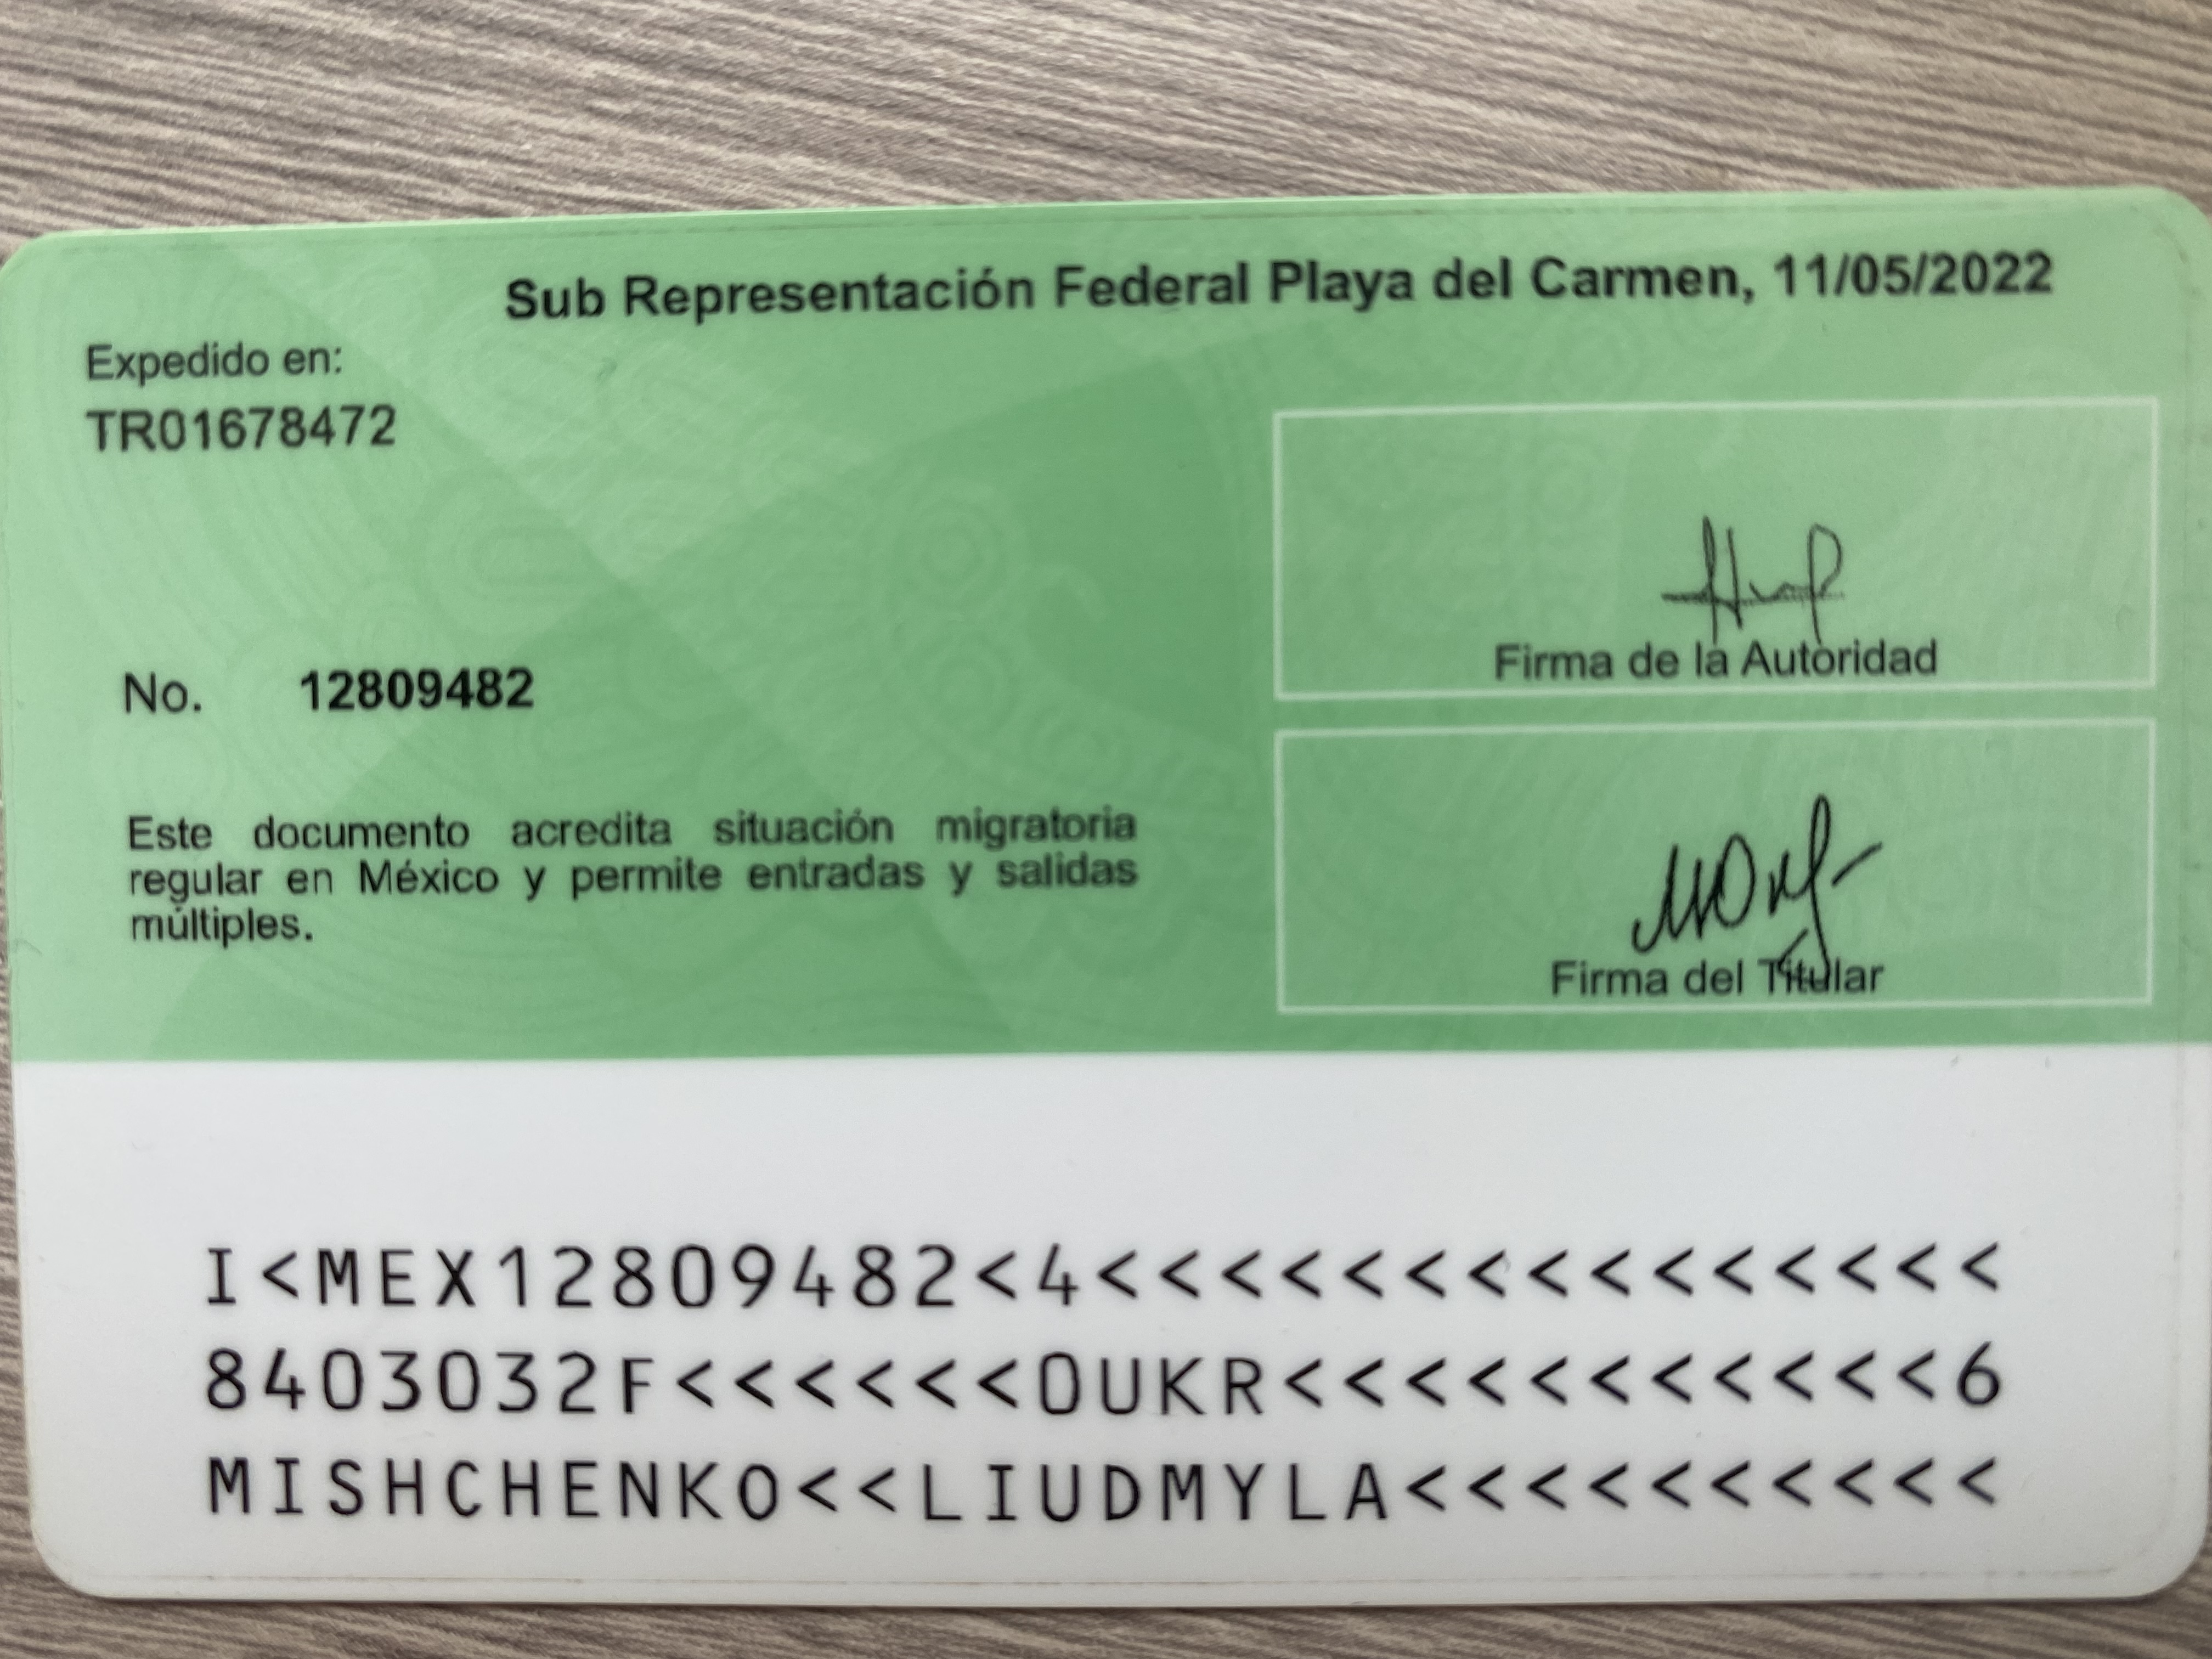 Sub Representación Federal Playa del Carmen, 11/05/2022
Expedido en:
TR01678472
No. 12809482
Este documento acredita situación migratoria
regular en México y permite entradas y salidas
múltiples.
Firma de la Autoridad
Firma del Titular
I<MEX12809482<4<<<<<<<<<<<<<<<
8403032F<<<<<<0UKR<<<<<<<<<<<6
MISHCHENKO<<LIUDMYLA<<<<<<<<<<